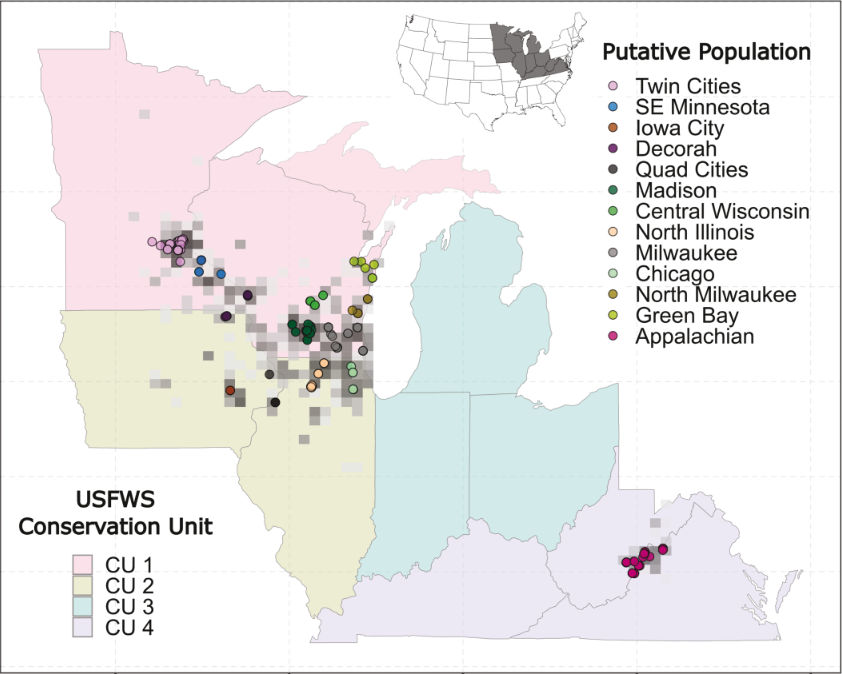 Putative Population
Twin Cities
SE Minnesota
Iowa City
Decorah
Quad Cities
Madison
Central Wisconsin
North Illinois
Milwaukee
Chicago
North Milwaukee
Green Bay
Appalachian
USFWS
Conservation Unit
CU 1
CU 2
CU 3
CU 4